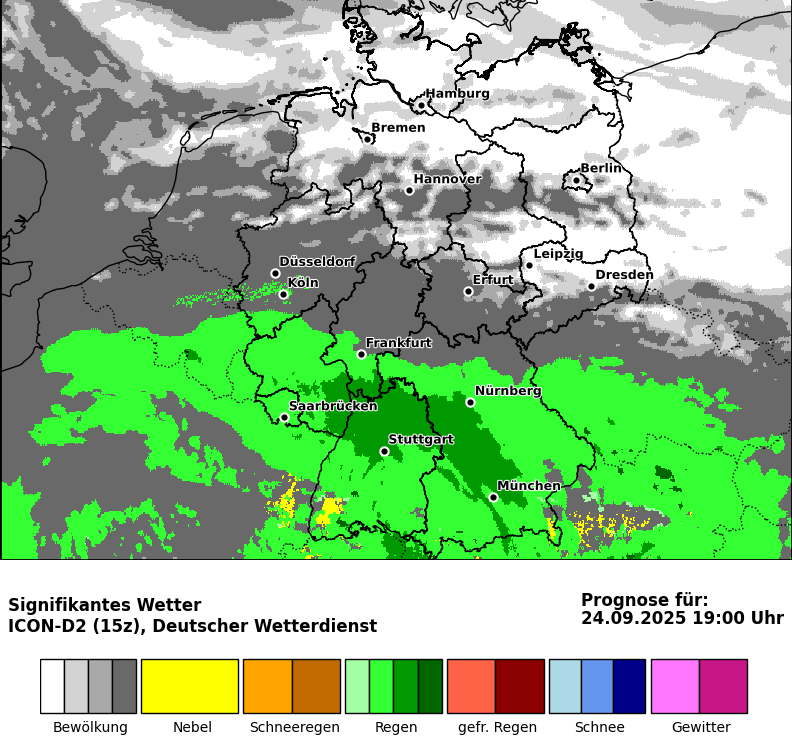 Hamburg
Bremen
Berlin
Hannover
Leipzig
Düsseldorf
Dresden
Köln
Erfurt
Frankfurt
Nürnberg
Saarbrücken
Stuttgart
München
Signifikantes Wetter
ICON-D2 (15z), Deutscher Wetterdienst
Prognose für:
24.09.2025 19:00 Uhr
Bewölkung
Nebel
Schneeregen
Regen
gefr. Regen
Schnee
Gewitter